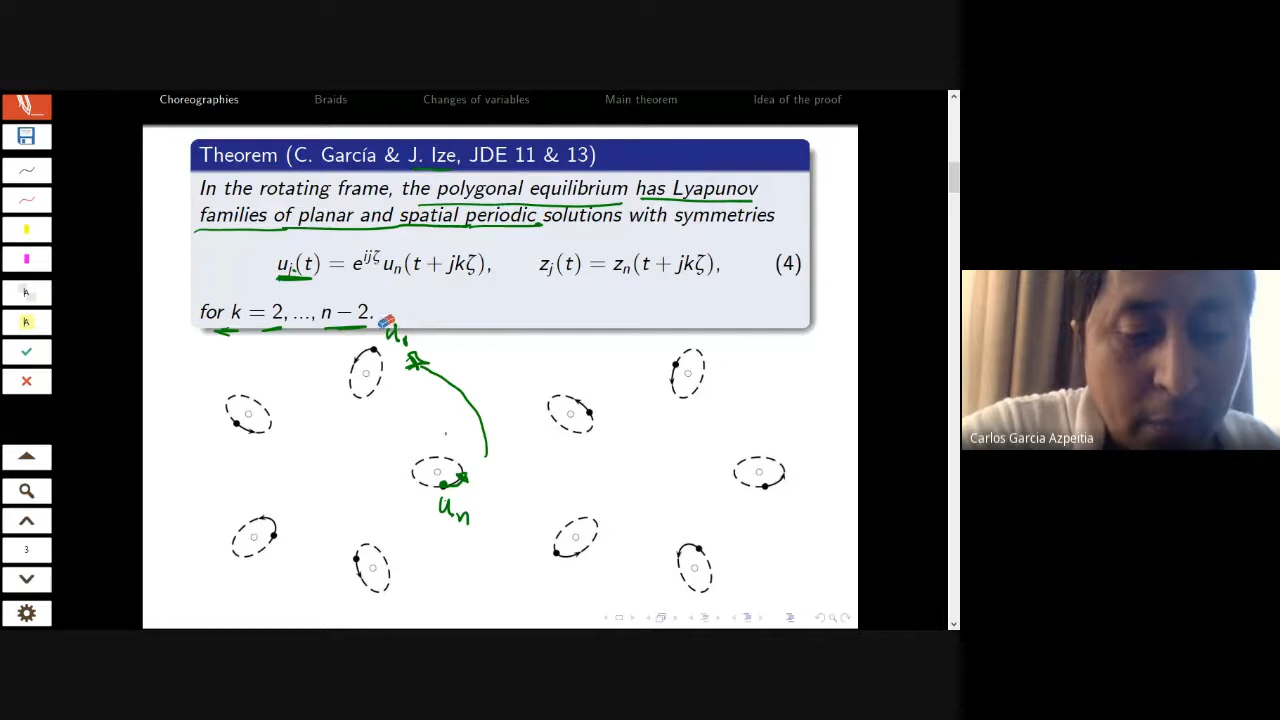 Choreographies Braids Changes of variables Main theorem Idea of the proof
Theorem (C. García & J. Ize, JDE 11 & 13)
In the rotating frame, the polygonal equilibrium has Lyapunov
families of planar and spatial periodic solutions with symmetries
u_j(t) = e^{ijζ} u_n(t + jkζ), z_j(t) = z_n(t + jkζ), (4)
for k = 2, ..., n − 2.
u_1
u_n
A
A
3
Carlos Garcia Azpeitia